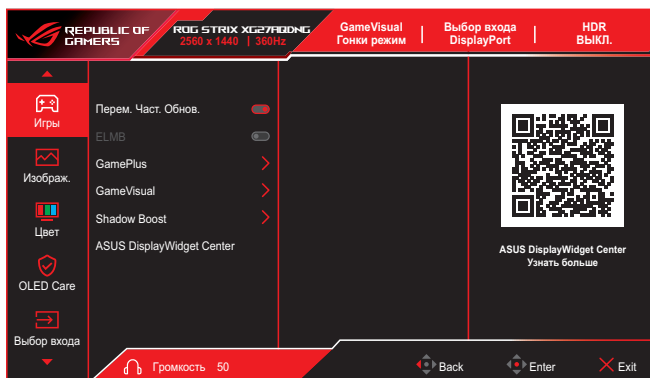 REPUBLIC OF
GAMERS
ROG STRIX XG27AQDNG
2560 x 1440 | 360Hz
GameVisual
Гонки режим
Выбор входа
DisplayPort
HDR
ВЫКЛ.
Игры
Изображ.
Цвет
OLED Care
Выбор входа
Перем. Част. Обнов.
ELMB
GamePlus
GameVisual
Shadow Boost
ASUS DisplayWidget Center
ASUS DisplayWidget Center
Узнать больше
Громкость 50
Back
Enter
Exit